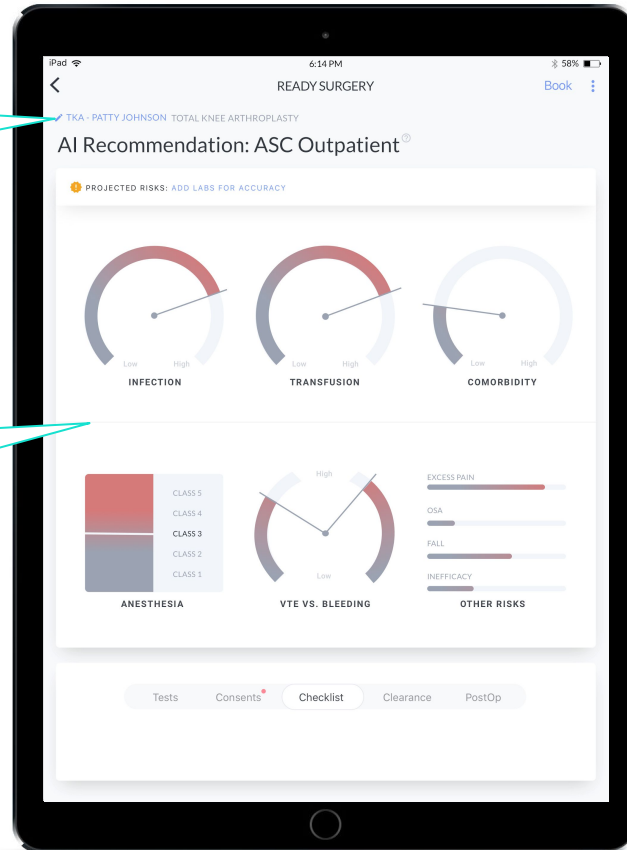 iPad 6:14 PM 58%
READY SURGERY Book
TKA - PATTY JOHNSON TOTAL KNEE ARTHROPLASTY
AI Recommendation: ASC Outpatient ?
! PROJECTED RISKS: ADD LABS FOR ACCURACY
Low High Low High Low High
INFECTION TRANSFUSION COMORBIDITY
High
Low
CLASS 5
CLASS 4
CLASS 3
CLASS 2
CLASS 1
EXCESS PAIN
OSA
FALL
INEFFICACY
ANESTHESIA VTE VS. BLEEDING OTHER RISKS
Tests Consents Checklist Clearance PostOp